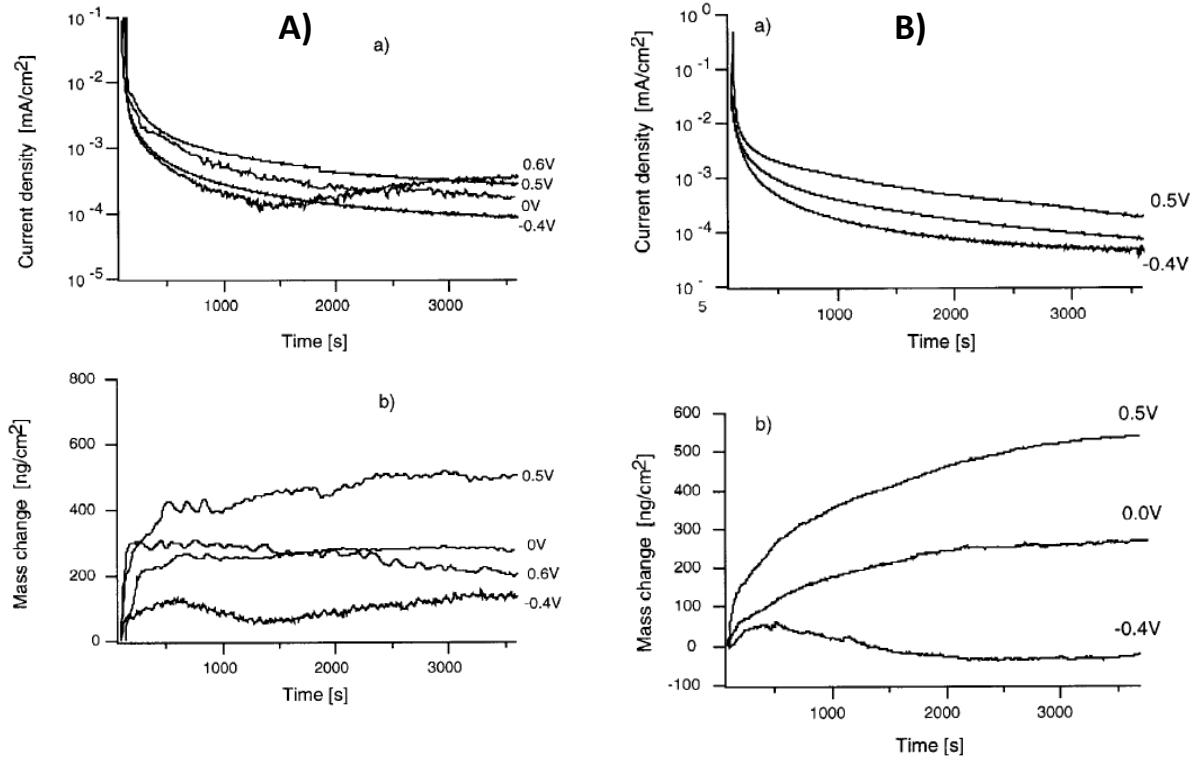 A)
a)
Current density [mA/cm2]
10 -1
10 -2
10 -3
10 -4
10 -5
0.6V
0.5V
0V
-0.4V
1000 2000 3000
Time [s]
b)
Mass change [ng/cm2]
800
600
400
200
0
0.5V
0V
0.6V
-0.4V
1000 2000 3000
Time [s]
B)
a)
Current density [mA/cm2]
10 0
10 -1
10 -2
10 -3
10 -4
10 -
5
0.5V
-0.4V
1000 2000 3000
Time [s]
b)
Mass change [ng/cm2]
600
500
400
300
200
100
0
-100
0.5V
0.0V
-0.4V
1000 2000 3000
Time [s]